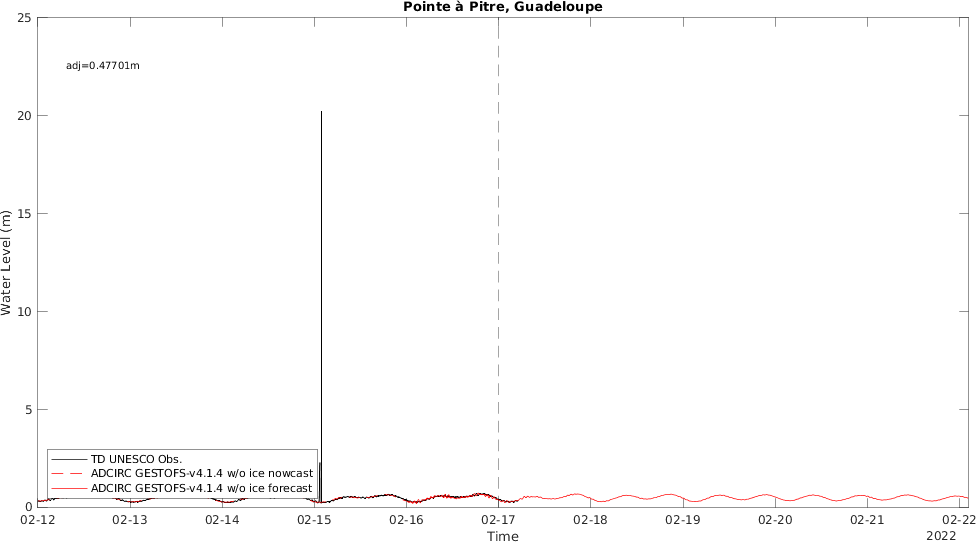 Pointe à Pitre, Guadeloupe
25
adj=0.47701m
20
15
Water Level (m)
10
5
TD UNESCO Obs.
ADCIRC GESTOFS-v4.1.4 w/o ice nowcast
ADCIRC GESTOFS-v4.1.4 w/o ice forecast
0
02-12 02-13 02-14 02-15 02-16 02-17 02-18 02-19 02-20 02-21 02-22
Time
2022